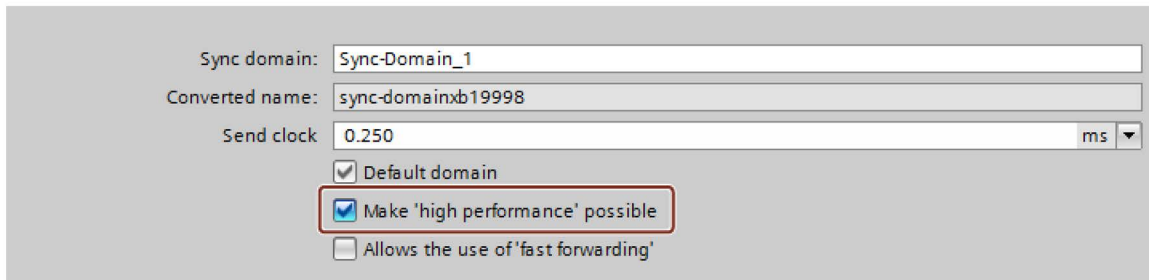 Sync domain: Sync-Domain_1
Converted name: sync-domainxb19998
Send clock 0.250 ms
Default domain
Make 'high performance' possible
Allows the use of 'fast forwarding'